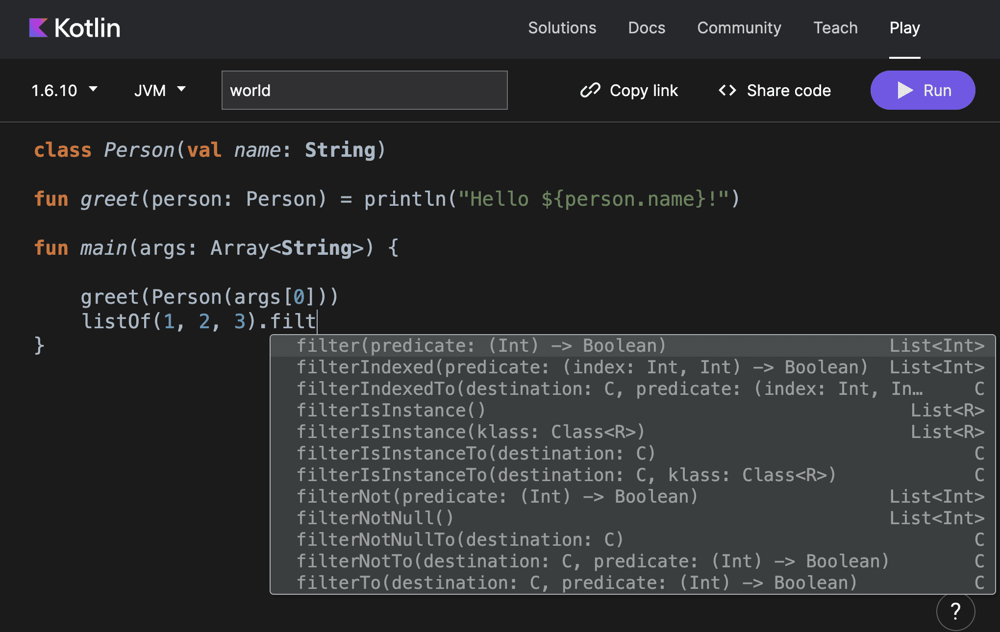 Kotlin
Solutions Docs Community Teach Play
1.6.10 JVM world Copy link Share code Run
class Person(val name: String)
fun greet(person: Person) = println("Hello ${person.name}!")
fun main(args: Array<String>) {
greet(Person(args[0]))
listOf(1, 2, 3).filt
}
filter(predicate: (Int) -> Boolean) List<Int>
filterIndexed(predicate: (index: Int, Int) -> Boolean) List<Int>
filterIndexedTo(destination: C, predicate: (index: Int, In… C
filterIsInstance() List<R>
filterIsInstance(klass: Class<R>) List<R>
filterIsInstanceTo(destination: C) C
filterIsInstanceTo(destination: C, klass: Class<R>) C
filterNot(predicate: (Int) -> Boolean) List<Int>
filterNotNull() List<Int>
filterNotNullTo(destination: C) C
filterNotTo(destination: C, predicate: (Int) -> Boolean) C
filterTo(destination: C, predicate: (Int) -> Boolean) C
?